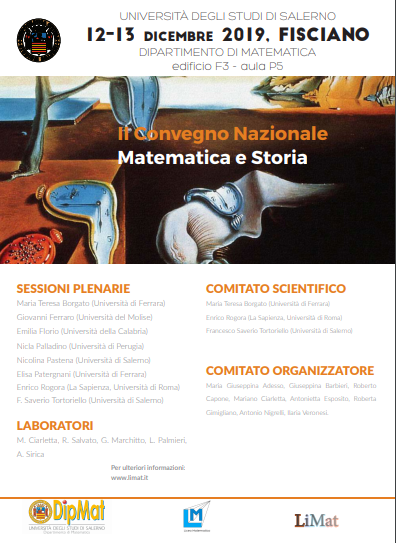 UNIVERSITÀ DEGLI STUDI DI SALERNO
12-13 DICEMBRE 2019, FISCIANO
DIPARTIMENTO DI MATEMATICA
edificio F3 - aula P5
II Convegno Nazionale
Matematica e Storia
SESSIONI PLENARIE
Maria Teresa Borgato (Università di Ferrara)
Giovanni Ferraro (Università del Molise)
Emilia Florio (Università della Calabria)
Nicla Palladino (Università di Perugia)
Nicolina Pastena (Università di Salerno)
Elisa Patergnani (Università di Ferrara)
Enrico Rogora (La Sapienza, Università di Roma)
F. Saverio Tortoriello (Università di Salerno)
LABORATORI
M. Ciarletta, R. Salvato, G. Marchitto, L. Palmieri,
A. Sirica
Per ulteriori informazioni:
www.limat.it
COMITATO SCIENTIFICO
Maria Teresa Borgato (Università di Ferrara)
Enrico Rogora (La Sapienza, Università di Roma)
Francesco Saverio Tortoriello (Università di Salerno)
COMITATO ORGANIZZATORE
Maria Giuseppina Adesso, Giuseppina Barbieri, Roberto
Capone, Mariano Ciarletta, Antonietta Esposito, Roberta
Gimigliano, Antonio Nigrelli, Ilaria Veronesi.
DipMat
UNIVERSITÀ DEGLI STUDI DI SALERNO
Dipartimento di Matematica
LM
LiMat